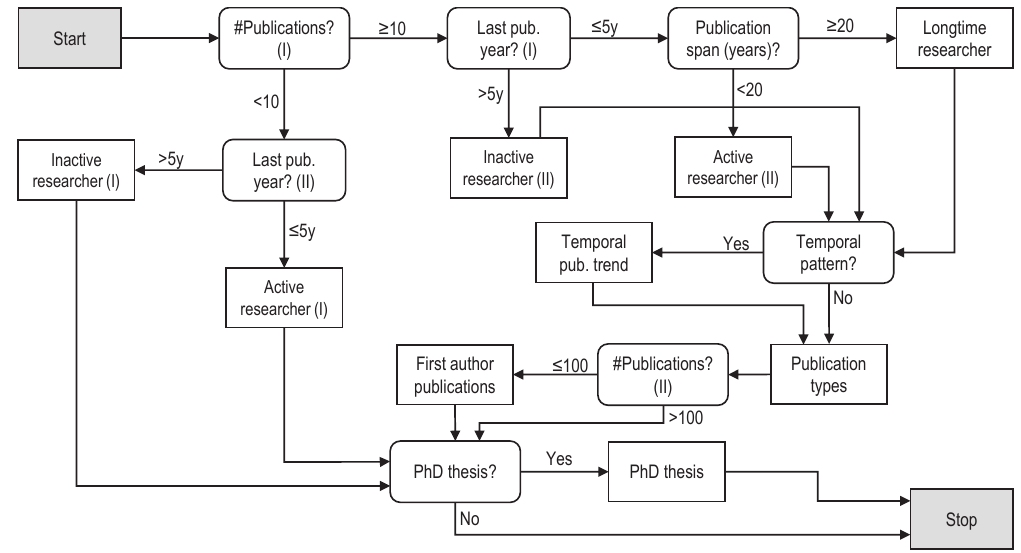 Start
#Publications?
(I)
≥10
Last pub.
year? (I)
≤5y
Publication
span (years)?
≥20
Longtime
researcher
<10
>5y
<20
Inactive
researcher (I)
>5y
Last pub.
year? (II)
Inactive
researcher (II)
Active
researcher (II)
≤5y
Temporal
pub. trend
Yes
Temporal
pattern?
Active
researcher (I)
No
First author
publications
≤100
#Publications?
(II)
Publication
types
>100
PhD thesis?
Yes
PhD thesis
No
Stop